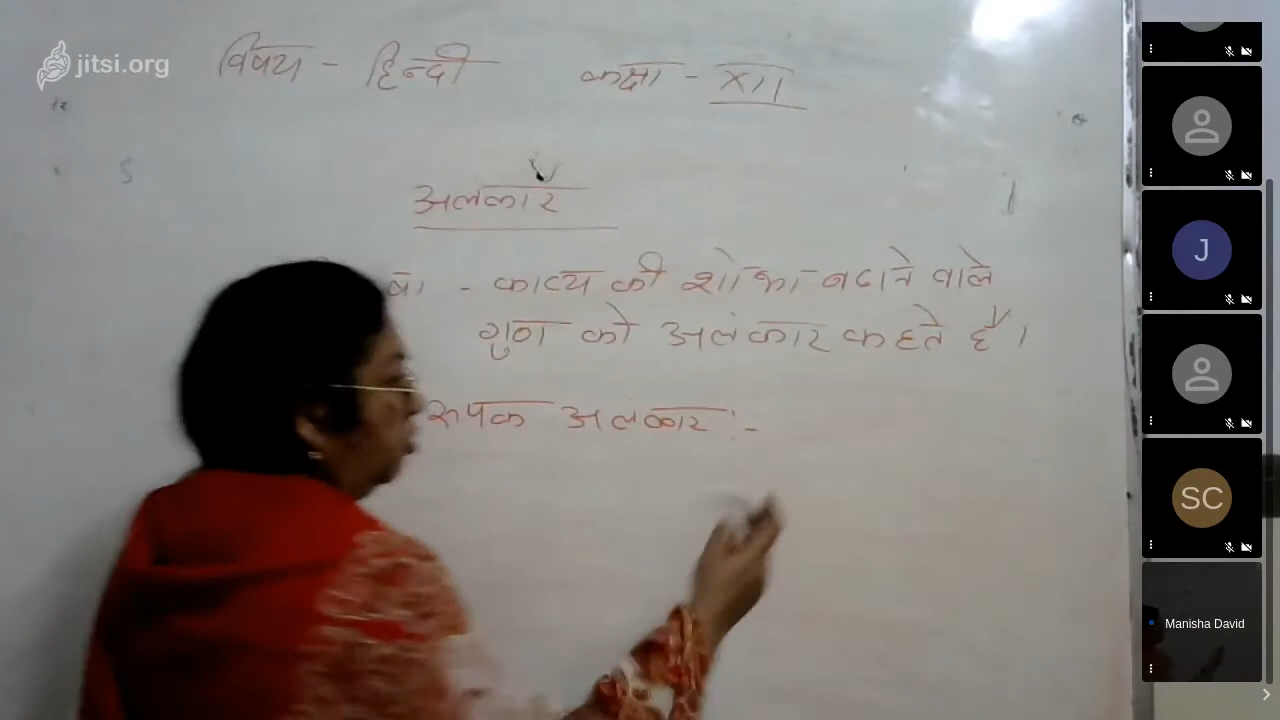 jitsi.org
विषय - हिन्दी कक्षा - XII
अलंकार
- काव्य की शोभा बढाने वाले
गुण को अलंकार कहते हैं।
रूपक अलंकार :-
J
SC
Manisha David